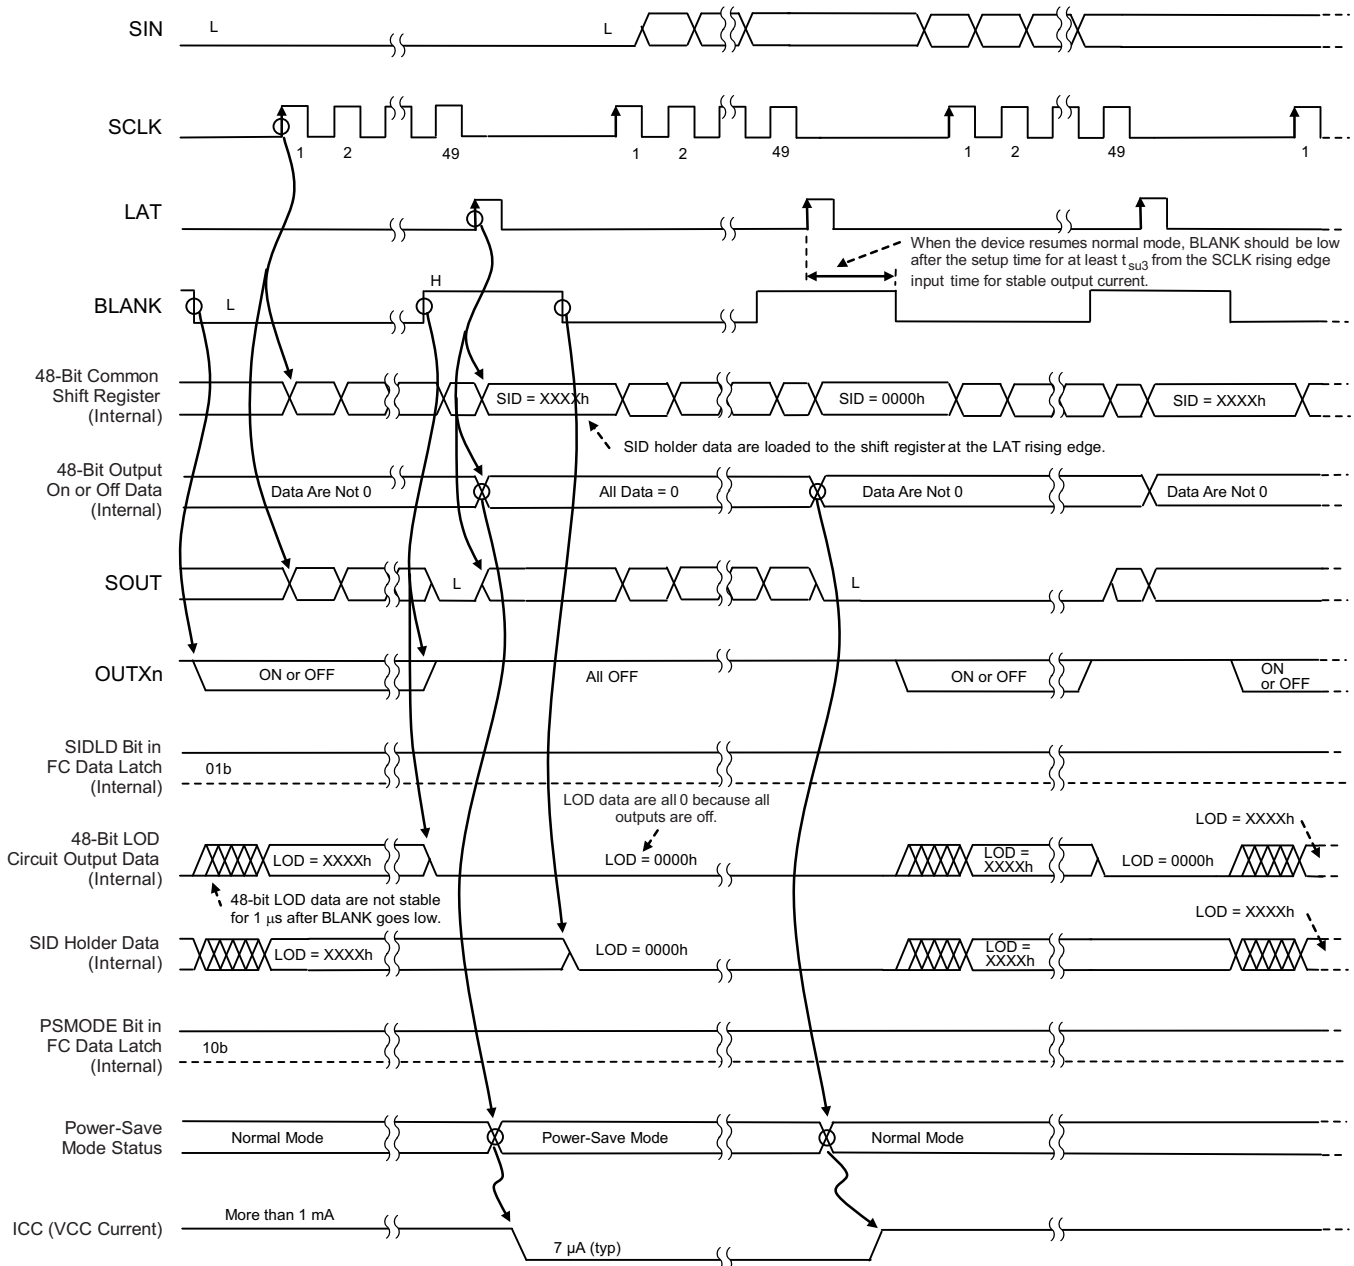 SIN
L
L
SCLK
1
2
49
1
2
49
1
2
49
1
LAT
When the device resumes normal mode, BLANK should be low
after the setup time for at least tsu3 from the SCLK rising edge
input time for stable output current.
BLANK
L
H
48-Bit Common
Shift Register
(Internal)
SID = XXXXh
SID = 0000h
SID = XXXXh
SID holder data are loaded to the shift register at the LAT rising edge.
48-Bit Output
On or Off Data
(Internal)
Data Are Not 0
All Data = 0
Data Are Not 0
Data Are Not 0
SOUT
L
L
OUTXn
ON or OFF
All OFF
ON or OFF
ON
or OFF
SIDLD Bit in
FC Data Latch
(Internal)
01b
LOD data are all 0 because all
outputs are off.
LOD = XXXXh
48-Bit LOD
Circuit Output Data
(Internal)
LOD = XXXXh
LOD = 0000h
LOD =
XXXXh
LOD = 0000h
48-bit LOD data are not stable
for 1 μs after BLANK goes low.
LOD = XXXXh
SID Holder Data
(Internal)
LOD = XXXXh
LOD = 0000h
LOD =
XXXXh
PSMODE Bit in
FC Data Latch
(Internal)
10b
Power-Save
Mode Status
Normal Mode
Power-Save Mode
Normal Mode
ICC (VCC Current)
More than 1 mA
7 µA (typ)